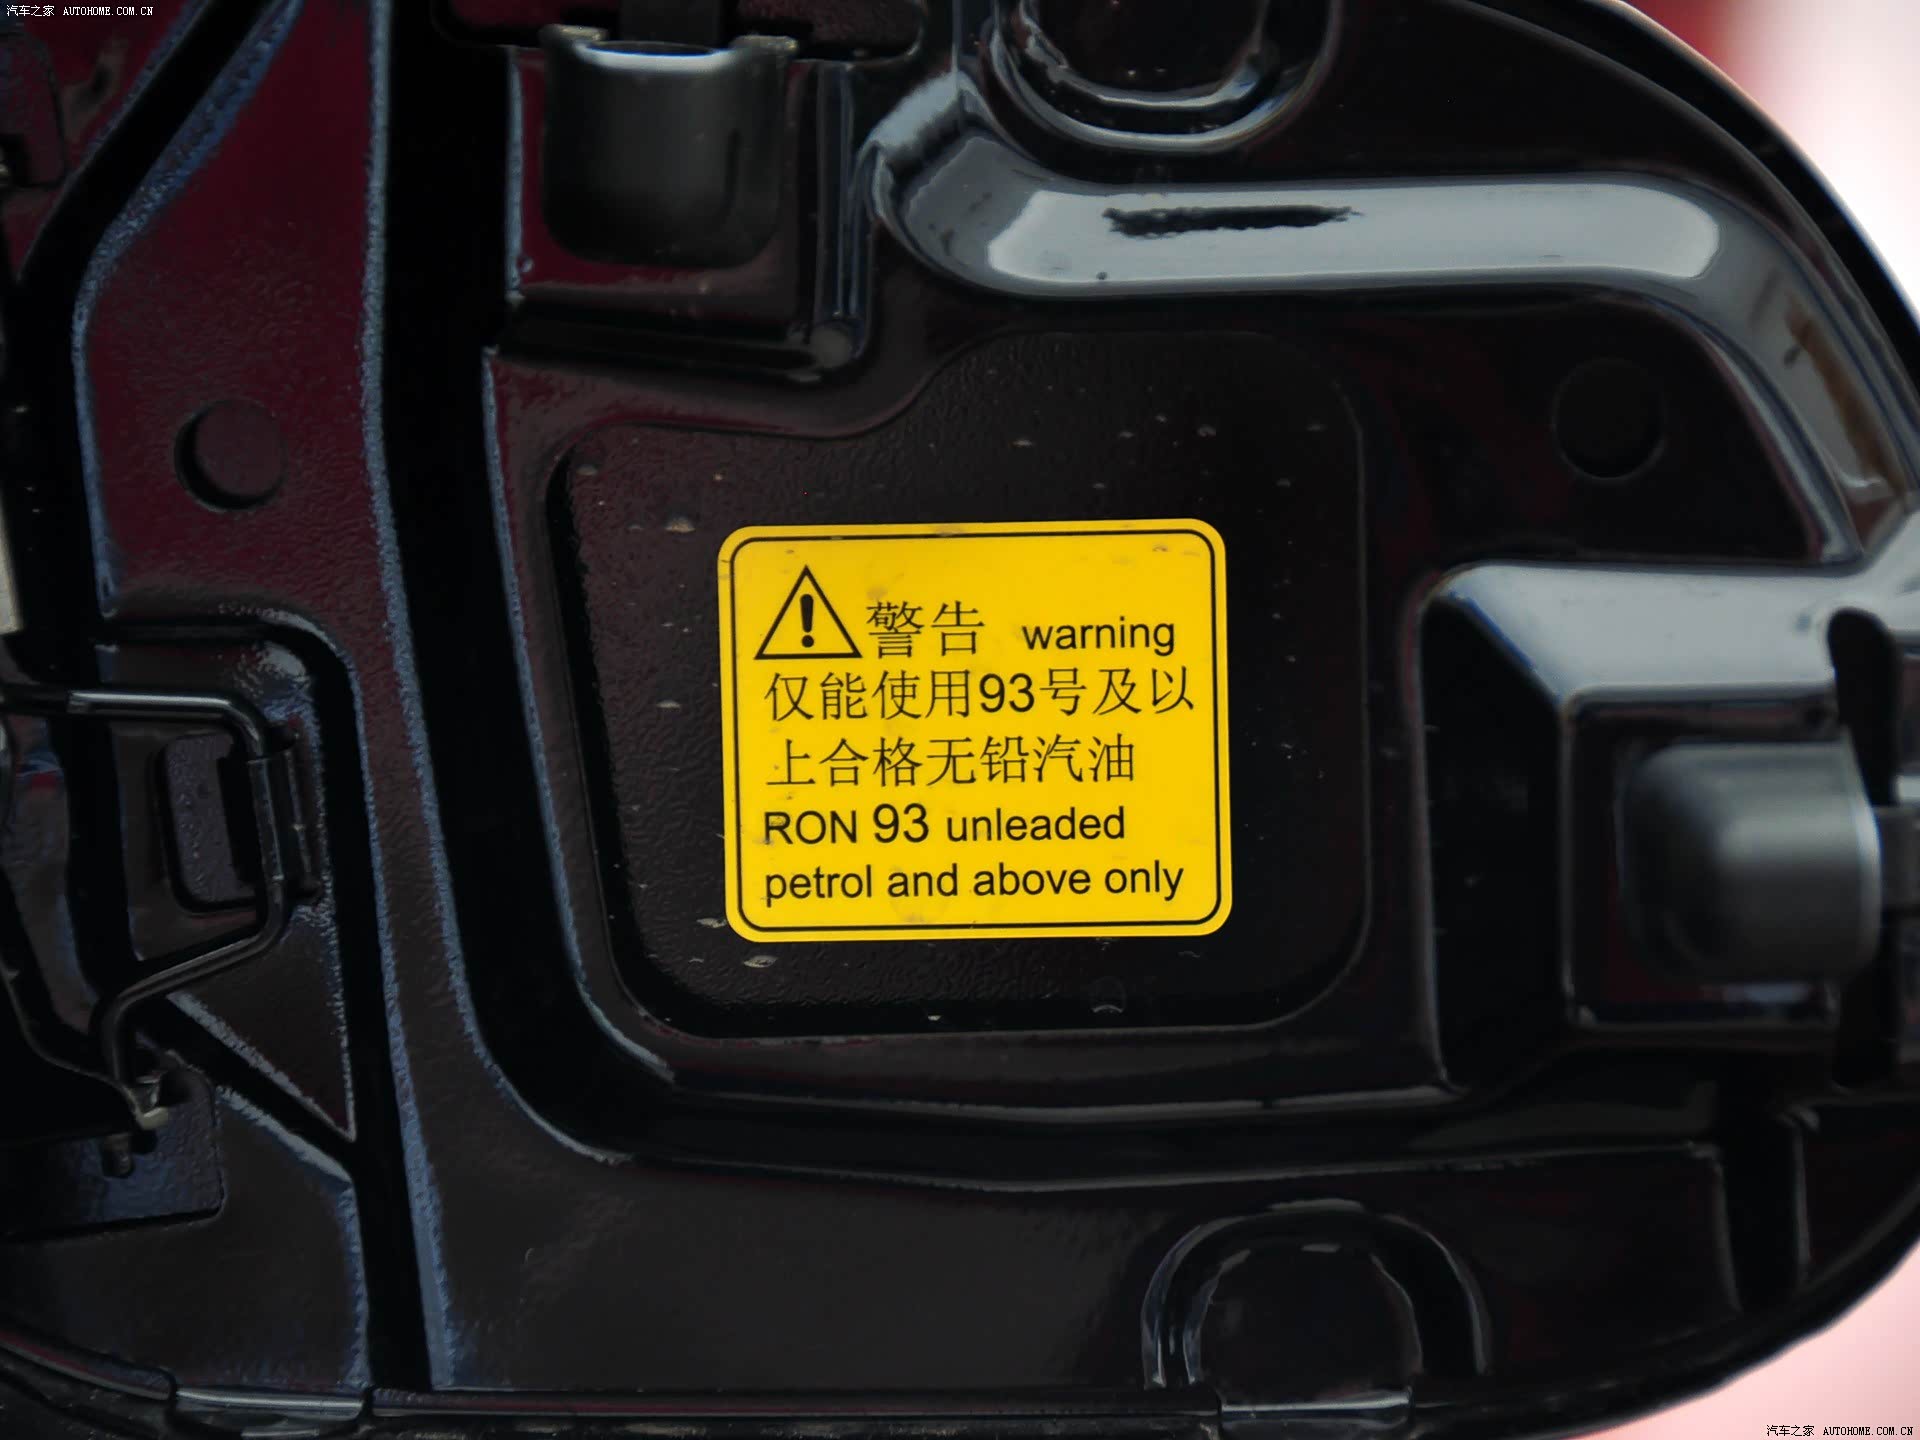 汽车之家 AUTOHOME.COM.CN
警告 warning
仅能使用93号及以
上合格无铅汽油
RON 93 unleaded
petrol and above only
汽车之家 AUTOHOME.COM.CN